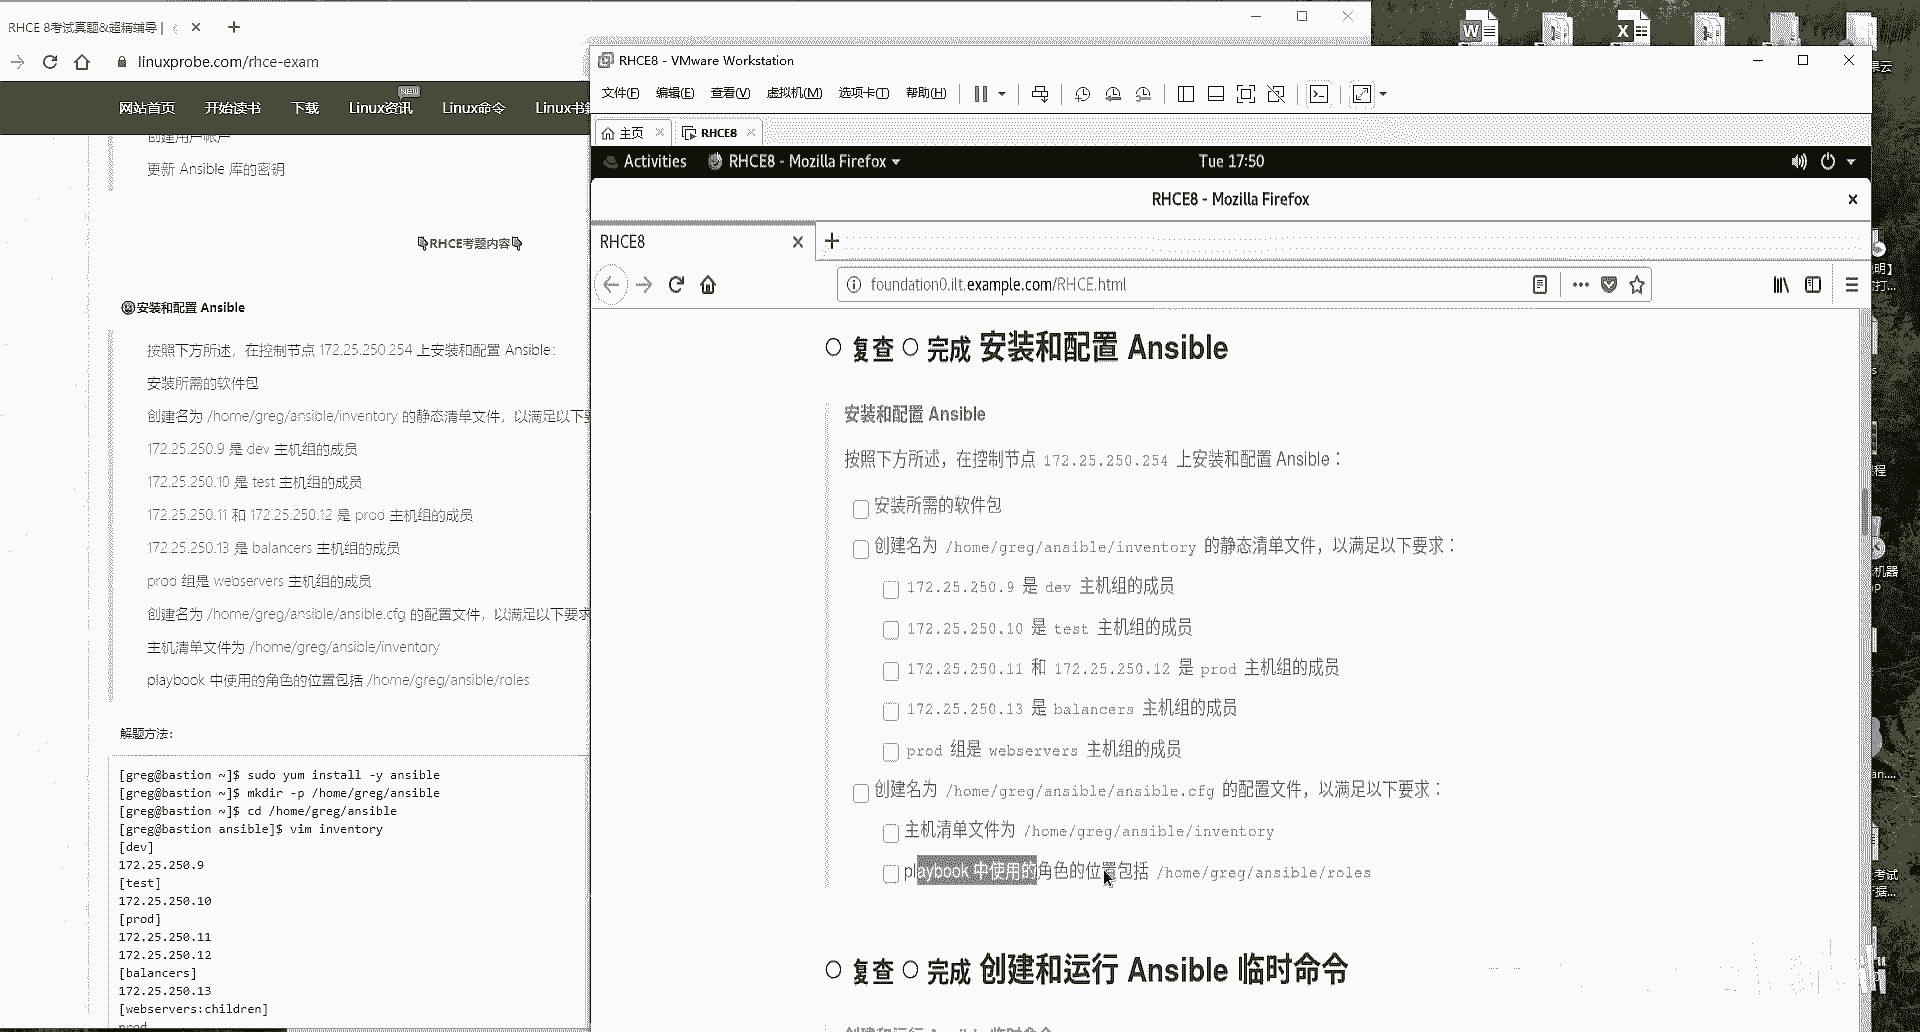 RHCE 8考试真题&超精辅导 |
linuxprobe.com/rhce-exam
网站首页
开始读书
下载
Linux资讯
NEW
Linux命令
Linux书
创建用户帐户
更新 Ansible 库的密钥
RHCE考题内容
安装和配置 Ansible
按照下方所述，在控制节点 172.25.250.254 上安装和配置 Ansible：
安装所需的软件包
创建名为 /home/greg/ansible/inventory 的静态清单文件，以满足以下
172.25.250.9 是 dev 主机组的成员
172.25.250.10 是 test 主机组的成员
172.25.250.11 和 172.25.250.12 是 prod 主机组的成员
172.25.250.13 是 balancers 主机组的成员
prod 组是 webservers 主机组的成员
创建名为 /home/greg/ansible/ansible.cfg 的配置文件，以满足以下要求
主机清单文件为 /home/greg/ansible/inventory
playbook 中使用的角色的位置包括 /home/greg/ansible/roles
解题方法:
[greg@bastion ~]$ sudo yum install -y ansible
[greg@bastion ~]$ mkdir -p /home/greg/ansible
[greg@bastion ~]$ cd /home/greg/ansible
[greg@bastion ansible]$ vim inventory
[dev]
172.25.250.9
[test]
172.25.250.10
[prod]
172.25.250.11
172.25.250.12
[balancers]
172.25.250.13
[webservers:children]
prod
RHCE8 - VMware Workstation
文件(F) 编辑(E) 查看(V) 虚拟机(M) 选项卡(T) 帮助(H)
主页
RHCE8
Activities
RHCE8 - Mozilla Firefox
Tue 17:50
RHCE8 - Mozilla Firefox
RHCE8
foundation0.ilt.example.com/RHCE.html
复查 完成 安装和配置 Ansible
安装和配置 Ansible
按照下方所述，在控制节点 172.25.250.254 上安装和配置 Ansible：
安装所需的软件包
创建名为 /home/greg/ansible/inventory 的静态清单文件，以满足以下要求：
172.25.250.9 是 dev 主机组的成员
172.25.250.10 是 test 主机组的成员
172.25.250.11 和 172.25.250.12 是 prod 主机组的成员
172.25.250.13 是 balancers 主机组的成员
prod 组是 webservers 主机组的成员
创建名为 /home/greg/ansible/ansible.cfg 的配置文件，以满足以下要求：
主机清单文件为 /home/greg/ansible/inventory
playbook 中使用的角色的位置包括 /home/greg/ansible/roles
复查 完成 创建和运行 Ansible 临时命令
创建和运行 Ansible 临时命令